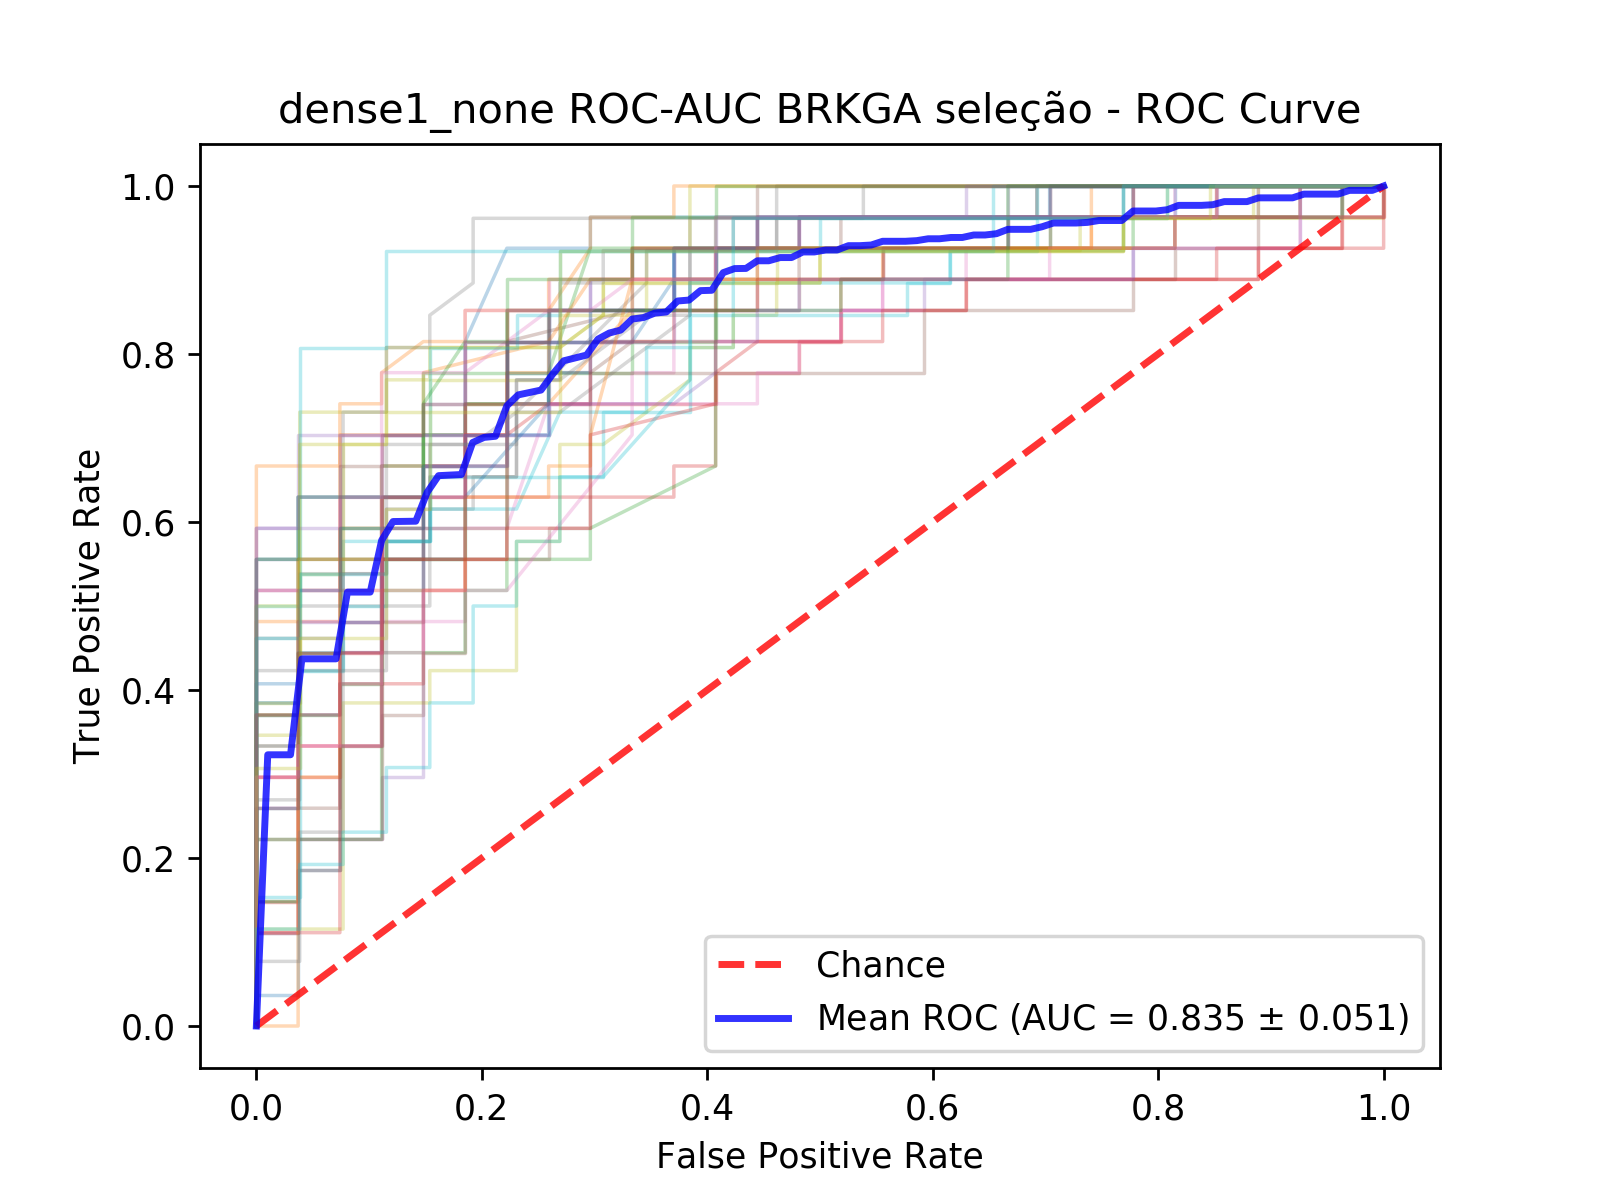 dense1_none ROC-AUC BRKGA seleção - ROC Curve
True Positive Rate
1.0
0.8
0.6
0.4
0.2
0.0
Chance
Mean ROC (AUC = 0.835 ± 0.051)
0.0 0.2 0.4 0.6 0.8 1.0
False Positive Rate